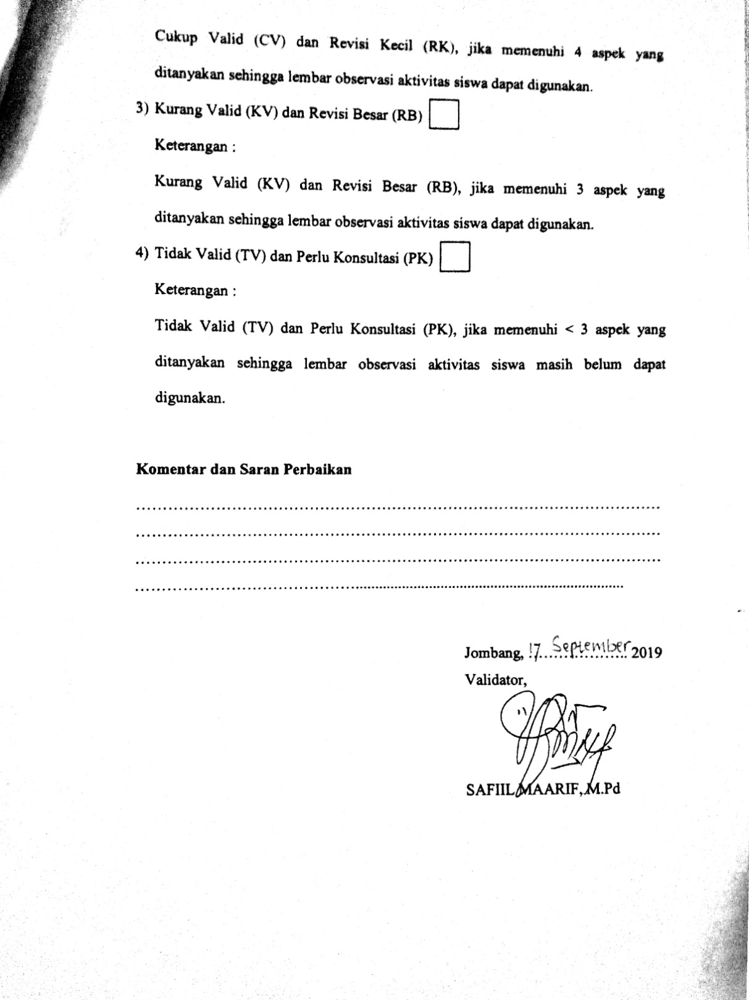 Cukup Valid (CV) dan Revisi Kecil (RK), jika memenuhi 4 aspek yang
ditanyakan sehingga lembar observasi aktivitas siswa dapat digunakan.
3) Kurang Valid (KV) dan Revisi Besar (RB)
Keterangan :
Kurang Valid (KV) dan Revisi Besar (RB), jika memenuhi 3 aspek yang
ditanyakan sehingga lembar observasi aktivitas siswa dapat digunakan.
4) Tidak Valid (TV) dan Perlu Konsultasi (PK)
Keterangan :
Tidak Valid (TV) dan Perlu Konsultasi (PK), jika memenuhi < 3 aspek yang
ditanyakan sehingga lembar observasi aktivitas siswa masih belum dapat
digunakan.
Komentar dan Saran Perbaikan
Jombang, 17 September 2019
Validator,
SAFIIL MAARIF, M.Pd